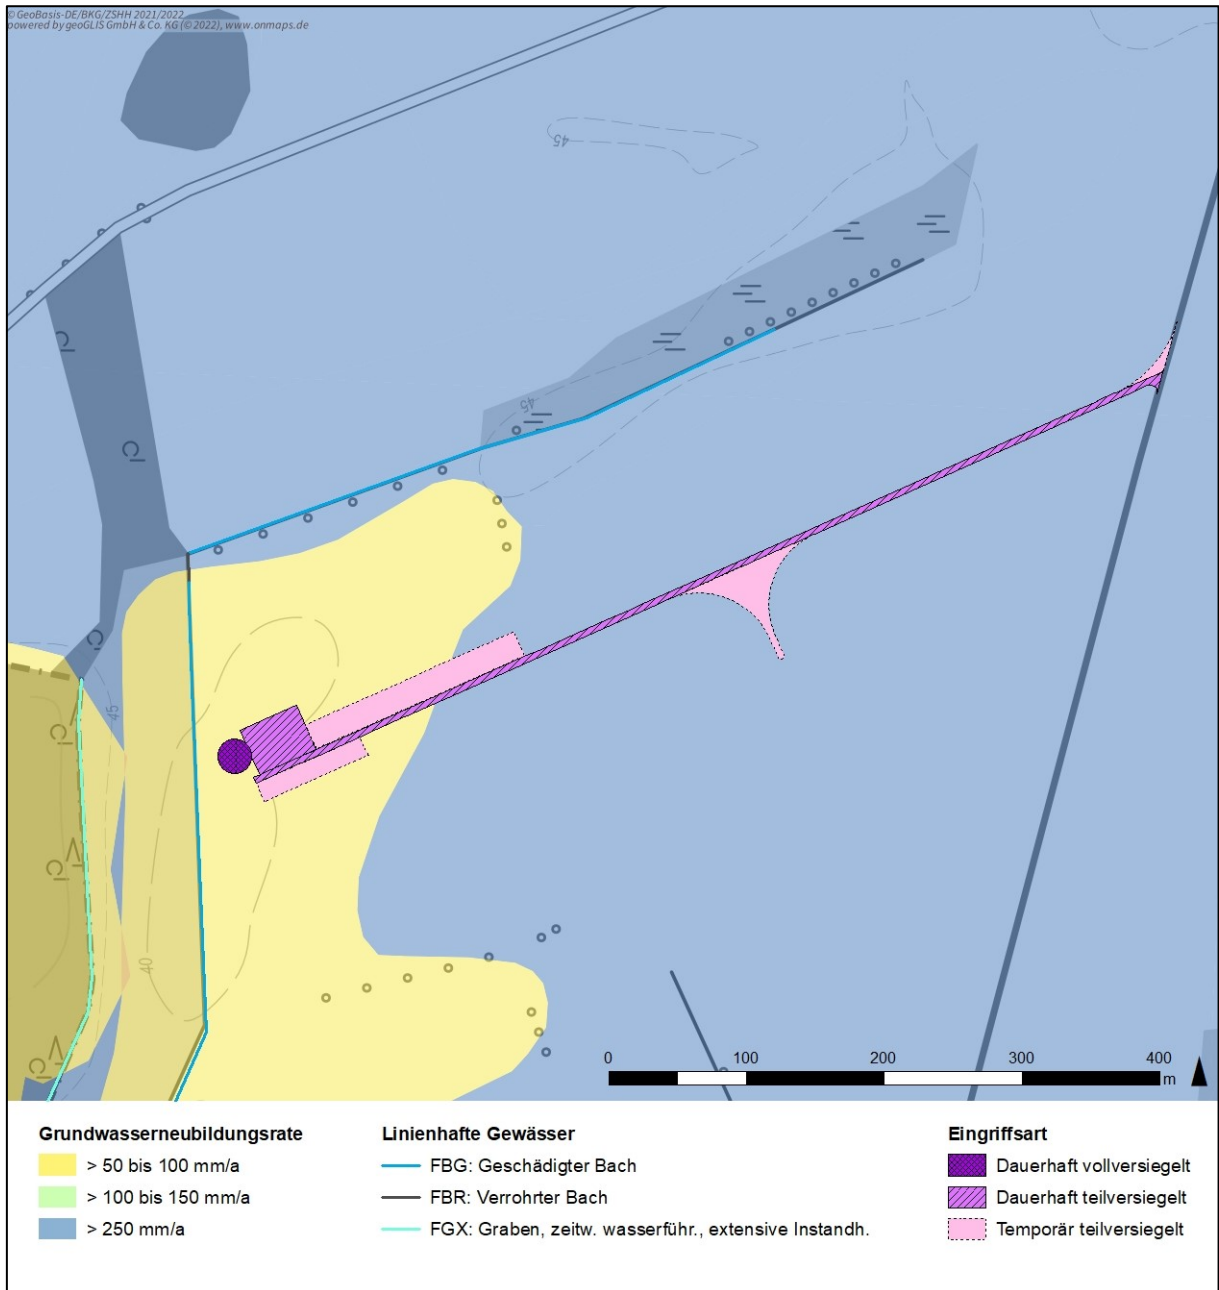 © GeoBasis-DE/BKG/ZSHH 2021/2022
powered by geoGLIS GmbH & Co. KG (©2022), www.onmaps.de
45
45
45
40
0 100 200 300 400
m
Grundwasserneubildungsrate
> 50 bis 100 mm/a
> 100 bis 150 mm/a
> 250 mm/a
Linienhafte Gewässer
FBG: Geschädigter Bach
FBR: Verrohrter Bach
FGX: Graben, zeitw. wasserführ., extensive Instandh.
Eingriffsart
Dauerhaft vollversiegelt
Dauerhaft teilversiegelt
Temporär teilversiegelt